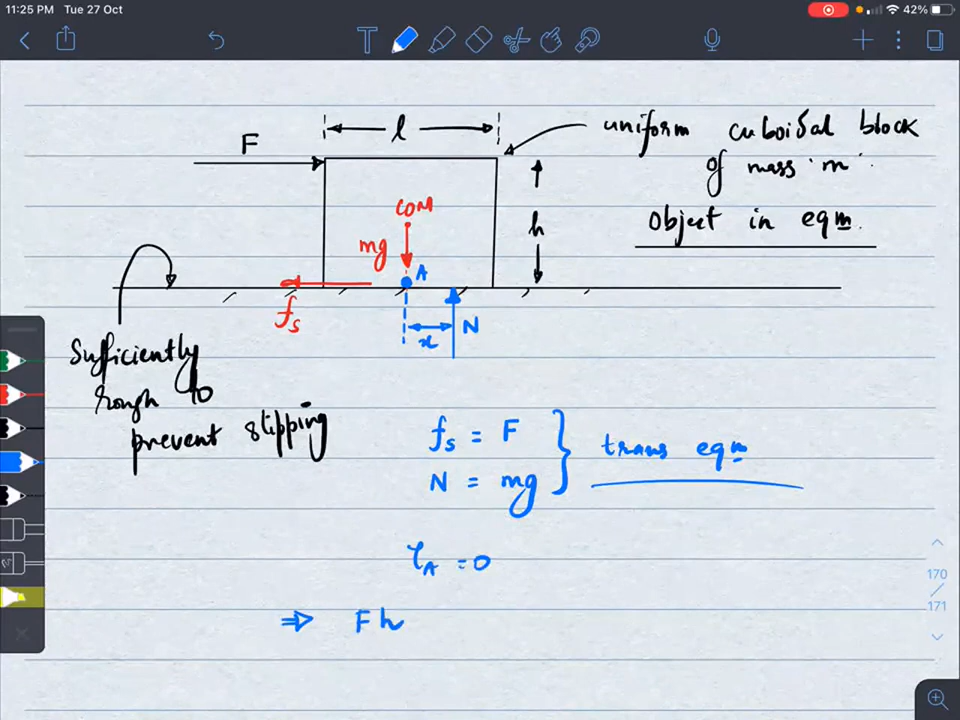 11:25 PM Tue 27 Oct
42%
T
l
F
uniform cuboidal block
of mass 'm'.
object in eqm.
COM
mg
h
A
fs
x
N
Sufficiently
rough to
prevent slipping
fs = F
N = mg
trans eqm
τA = 0
⇒ Fh
170
/
171